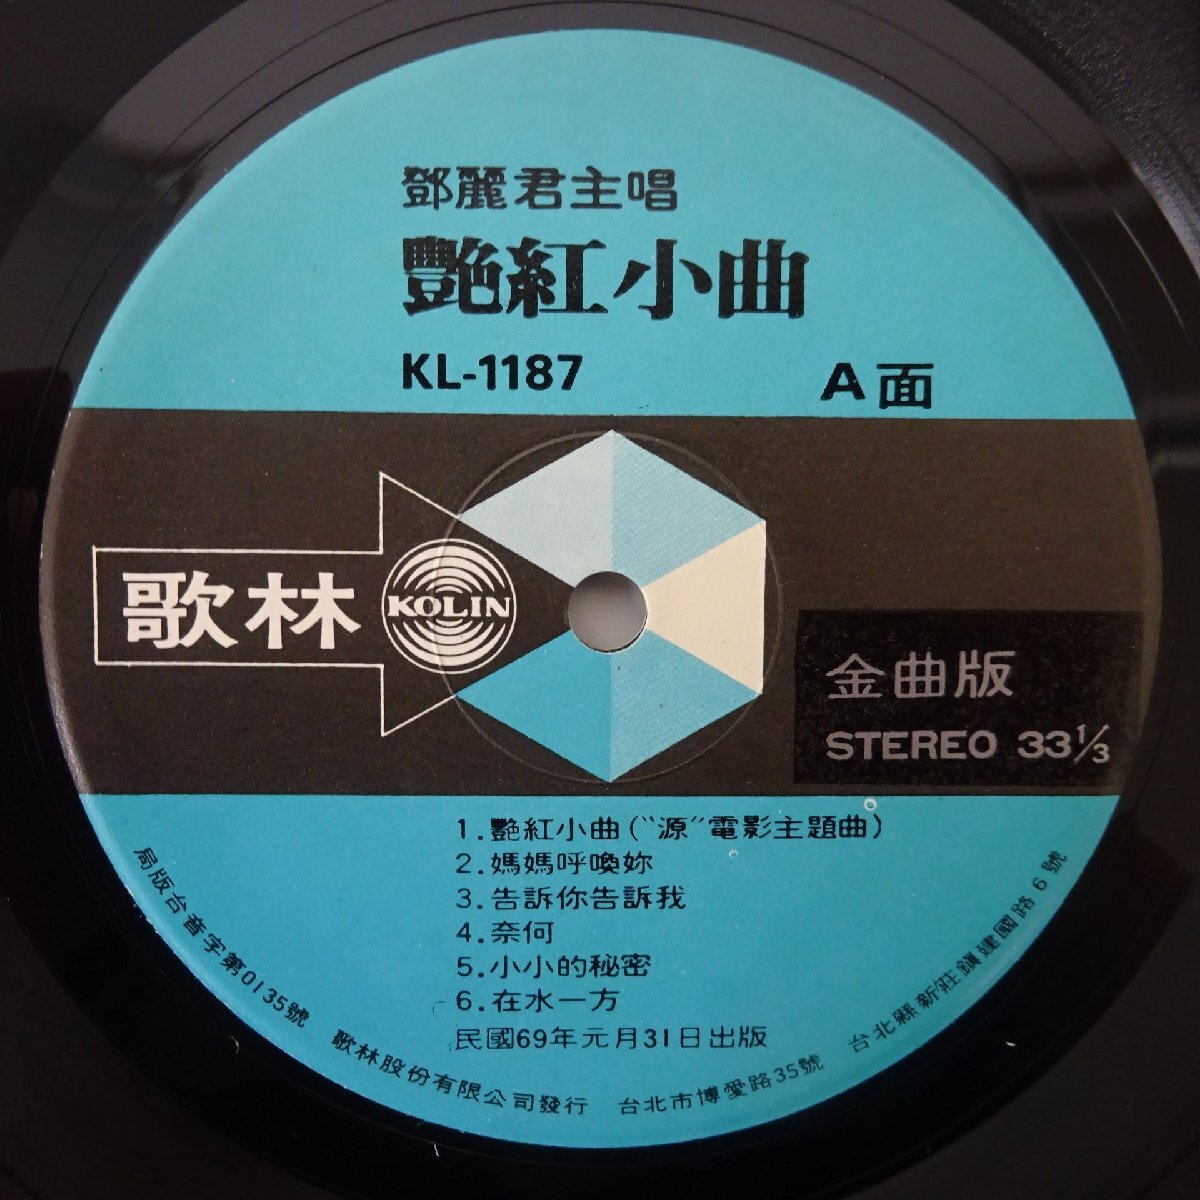 鄧麗君主唱
艷紅小曲
KL-1187
A面
歌林
KOLIN
金曲版
STEREO 33 1/3
1.艷紅小曲(“源”電影主題曲)
2.媽媽呼喚妳
3.告訴你告訴我
4.奈何
5.小小的秘密
6.在水一方
民國69年元月31日出版
局版台音字第0135號 歌林股份有限公司發行 台北市博愛路35號 台北縣新莊鎮建國路6號